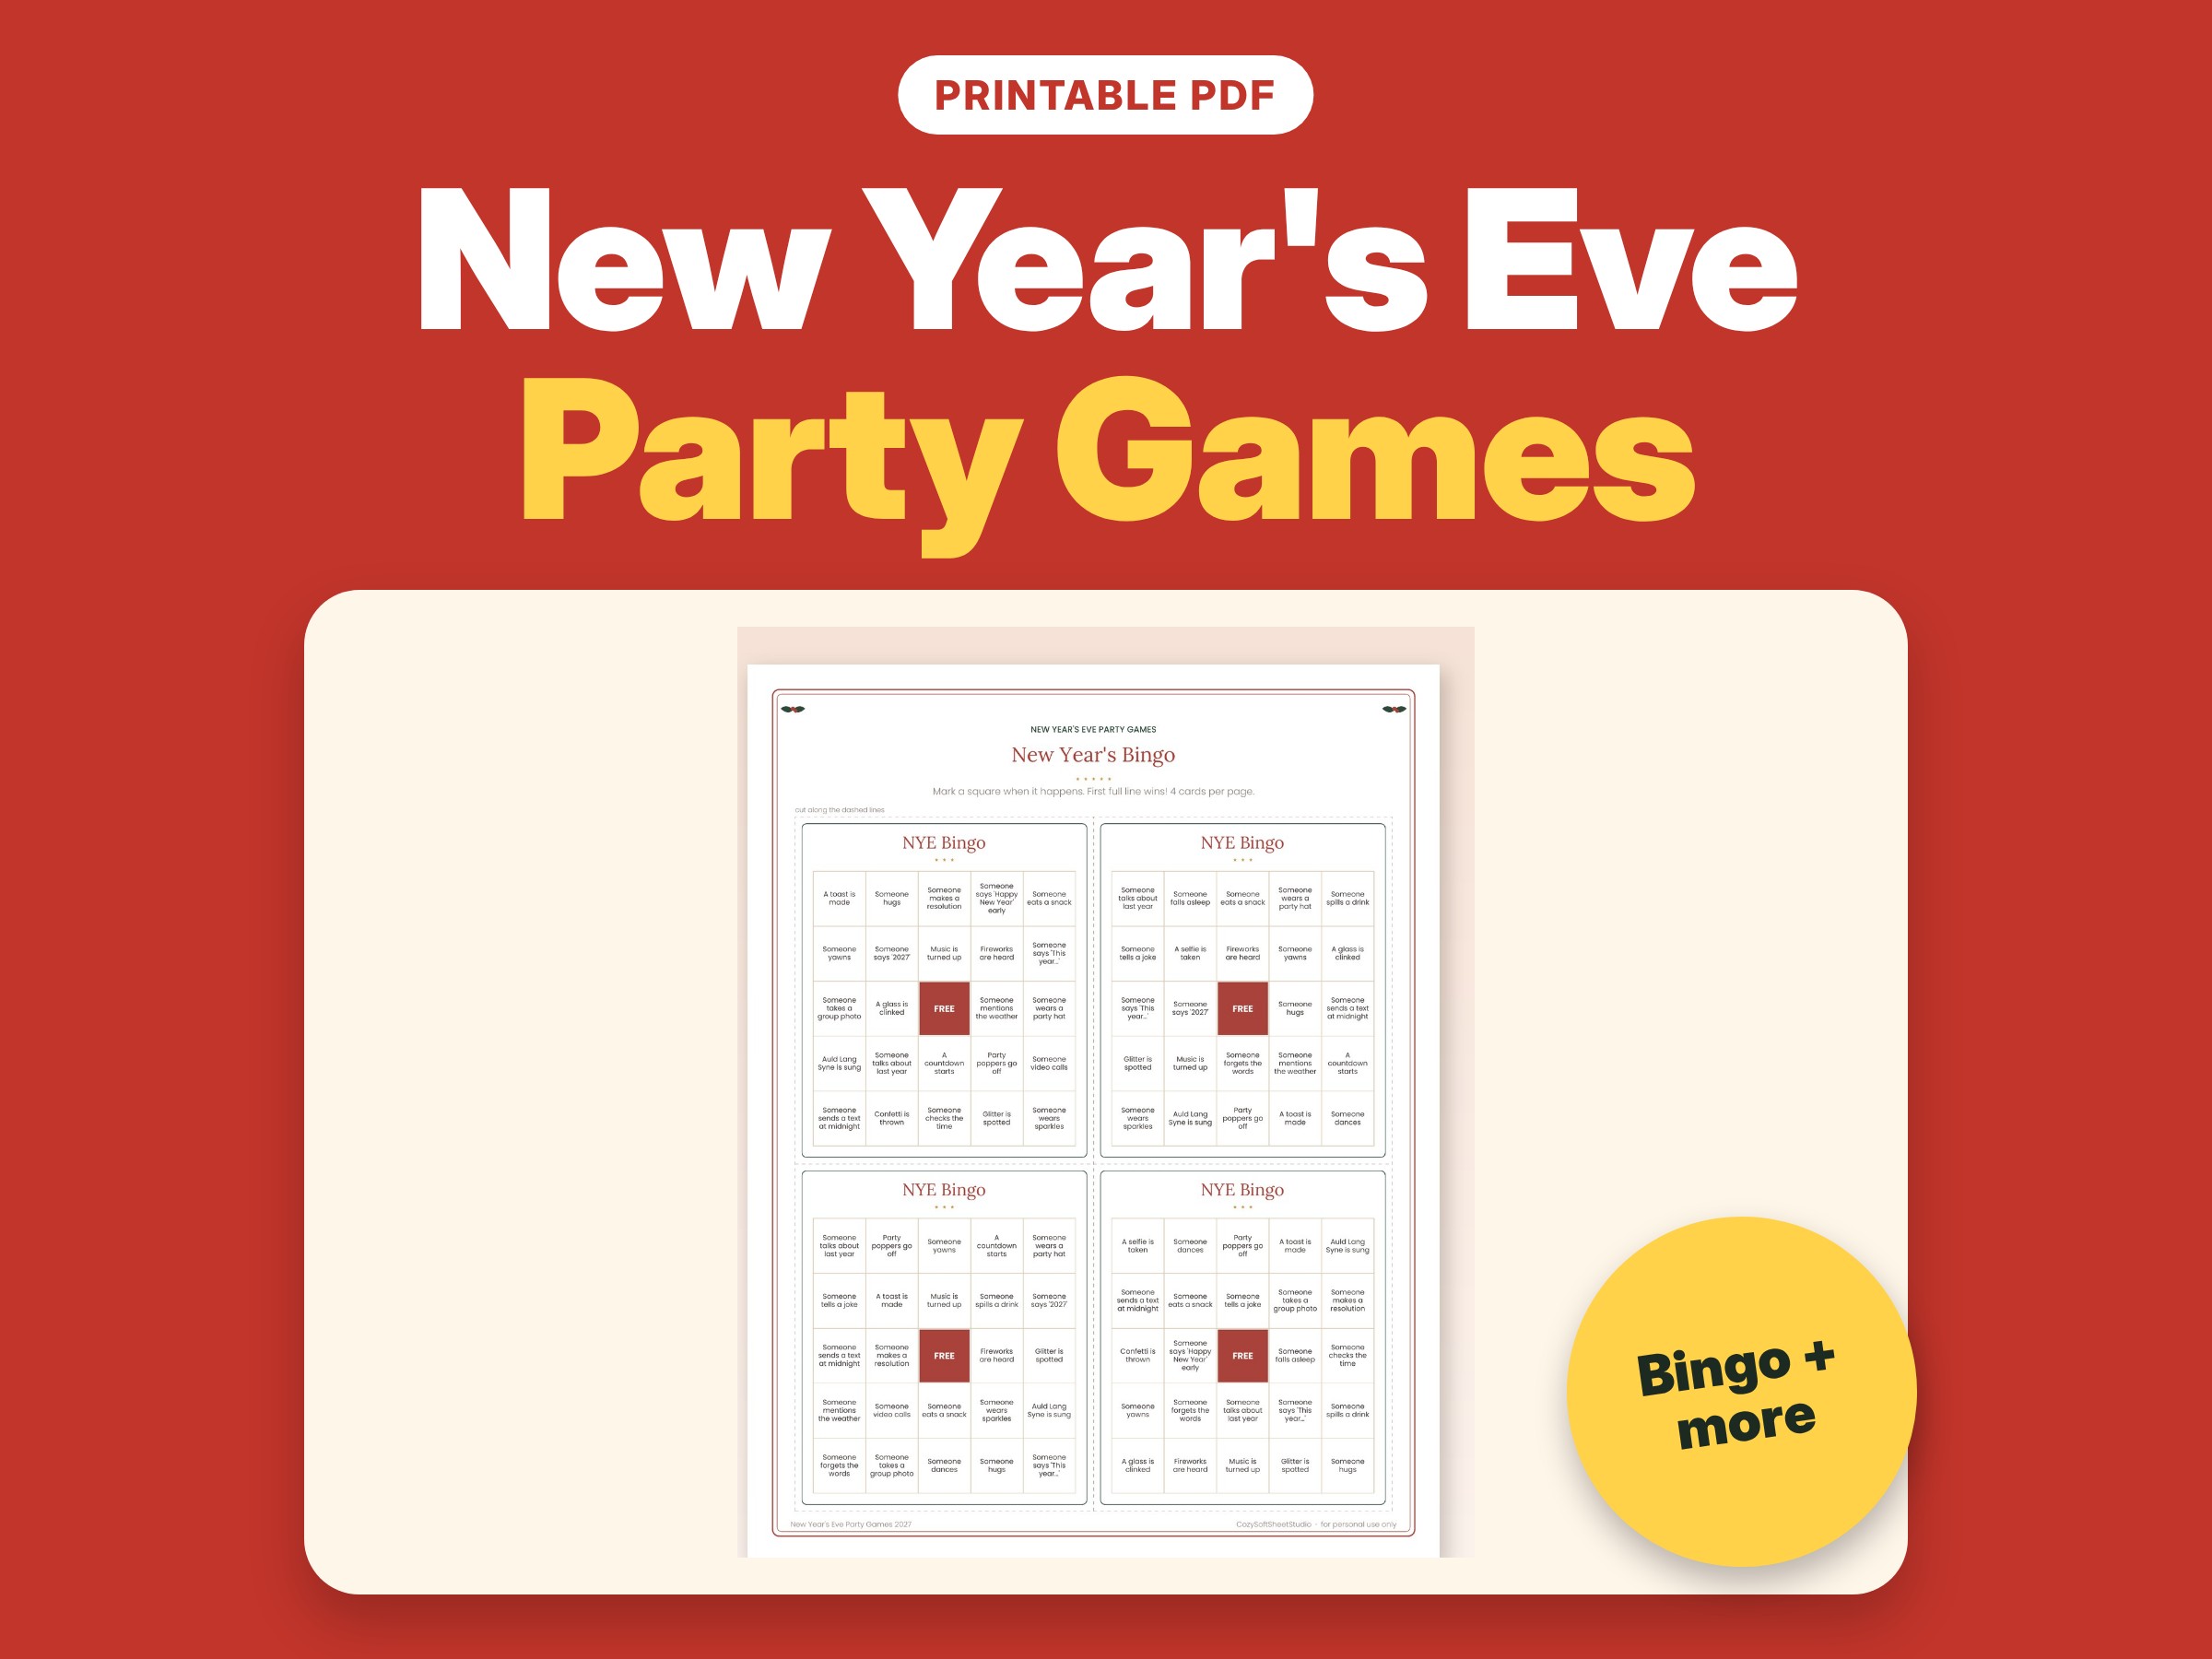 PRINTABLE PDF
New Year's Eve
Party Games
NEW YEAR'S EVE PARTY GAMES
New Year's Bingo
Mark a square when it happens. First full line wins! 4 cards per page.
cut along the dashed lines
NYE Bingo
A toast is made
Someone hugs
Someone makes a resolution
Someone says 'Happy New Year' early
Someone eats a snack
Someone yawns
Someone says '2027'
Music is turned up
Fireworks are heard
Someone says 'This year...'
Someone takes a group photo
A glass is clinked
FREE
Someone mentions the weather
Someone wears a party hat
Auld Lang Syne is sung
Someone talks about last year
A countdown starts
Party poppers go off
Someone video calls
Someone sends a text at midnight
Confetti is thrown
Someone checks the time
Glitter is spotted
Someone wears sparkles
NYE Bingo
Someone talks about last year
Someone falls asleep
Someone eats a snack
Someone wears a party hat
Someone spills a drink
Someone tells a joke
A selfie is taken
Fireworks are heard
Someone yawns
A glass is clinked
Someone says 'This year...'
Someone says '2027'
FREE
Someone hugs
Someone sends a text at midnight
Glitter is spotted
Music is turned up
Someone forgets the words
Someone mentions the weather
A countdown starts
Someone wears sparkles
Auld Lang Syne is sung
Party poppers go off
A toast is made
Someone dances
NYE Bingo
Someone talks about last year
Party poppers go off
Someone yawns
A countdown starts
Someone wears a party hat
Someone tells a joke
A toast is made
Music is turned up
Someone spills a drink
Someone says '2027'
Someone sends a text at midnight
Someone makes a resolution
FREE
Fireworks are heard
Glitter is spotted
Someone mentions the weather
Someone video calls
Someone eats a snack
Someone wears sparkles
Auld Lang Syne is sung
Someone forgets the words
Someone takes a group photo
Someone dances
Someone hugs
Someone says 'This year...'
NYE Bingo
A selfie is taken
Someone dances
Party poppers go off
A toast is made
Auld Lang Syne is sung
Someone sends a text at midnight
Someone eats a snack
Someone tells a joke
Someone takes a group photo
Someone makes a resolution
Confetti is thrown
Someone says 'Happy New Year' early
FREE
Someone falls asleep
Someone checks the time
Someone yawns
Someone forgets the words
Someone talks about last year
Someone says 'This year...'
Someone spills a drink
A glass is clinked
Fireworks are heard
Music is turned up
Glitter is spotted
Someone hugs
New Year's Eve Party Games 2027
CozySoftSheetStudio - for personal use only
Bingo +
more